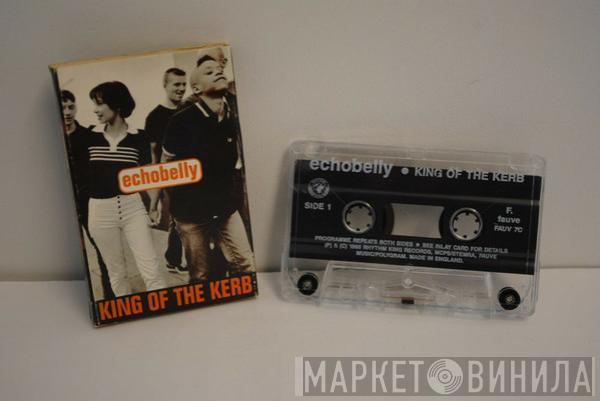 echobelly
KING OF THE KERB
echobelly • KING OF THE KERB
SIDE 1
F.
fauve
FAUV 7C
PROGRAMME REPEATS BOTH SIDES • SEE INLAY CARD FOR DETAILS
(P) & (C) 1995 RHYTHM KING RECORDS, MCPS/STEMRA, FAUVE
MUSIC/POLYGRAM. MADE IN ENGLAND.
МАРКЕТ ВИНИЛА